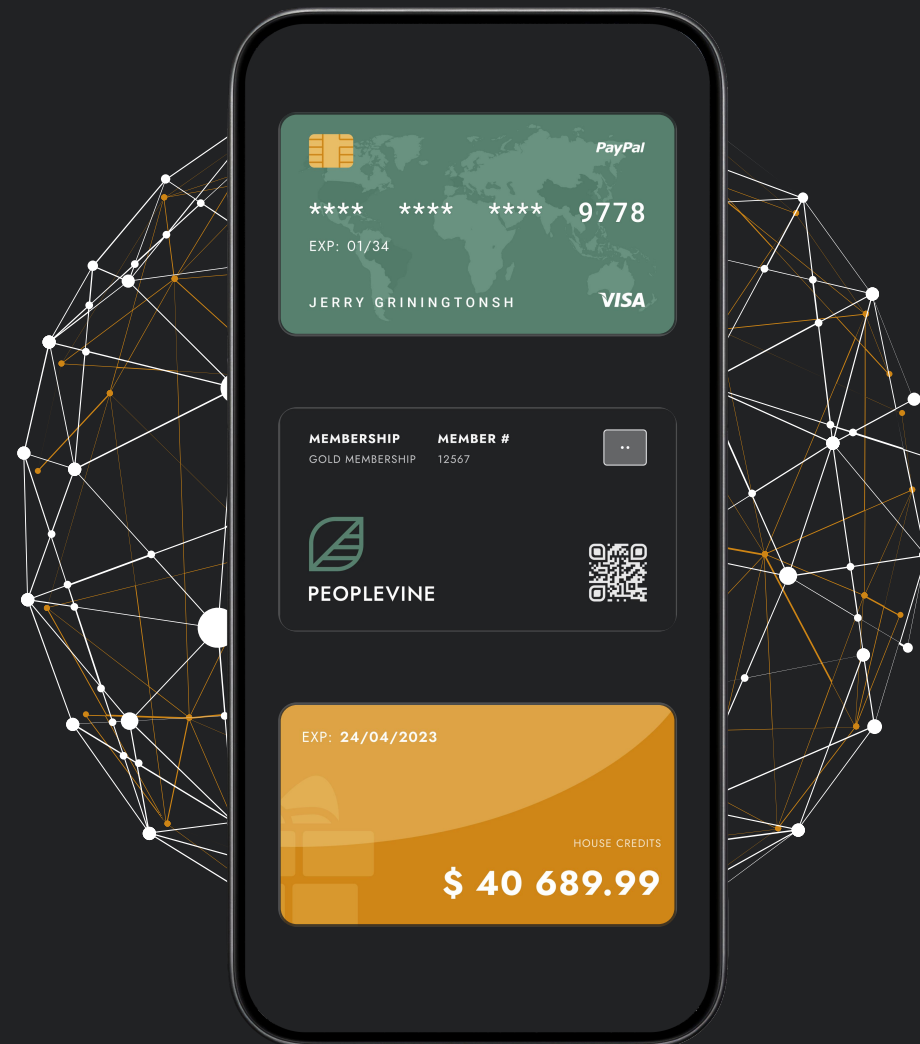 PayPal
**** **** **** 9778
EXP: 01/34
JERRY GRININGTONSH
VISA
MEMBERSHIP MEMBER #
GOLD MEMBERSHIP 12567
PEOPLEVINE
EXP: 24/04/2023
HOUSE CREDITS
$ 40 689.99